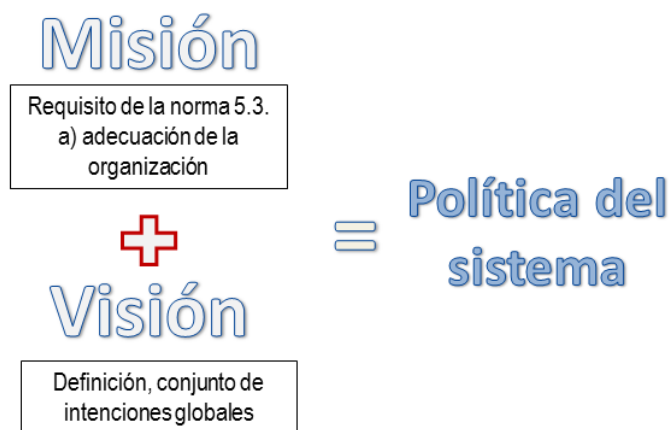 Misión
Requisito de la norma 5.3.
a) adecuación de la
organización
+
Visión
Definición, conjunto de
intenciones globales
=
Política del
sistema